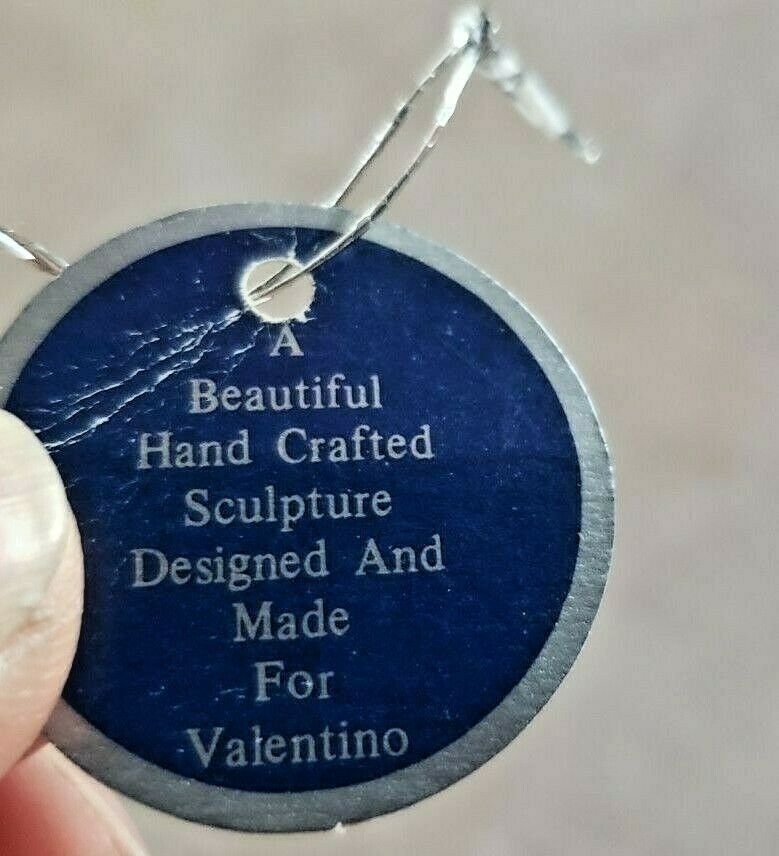 A
Beautiful
Hand Crafted
Sculpture
Designed And
Made
For
Valentino